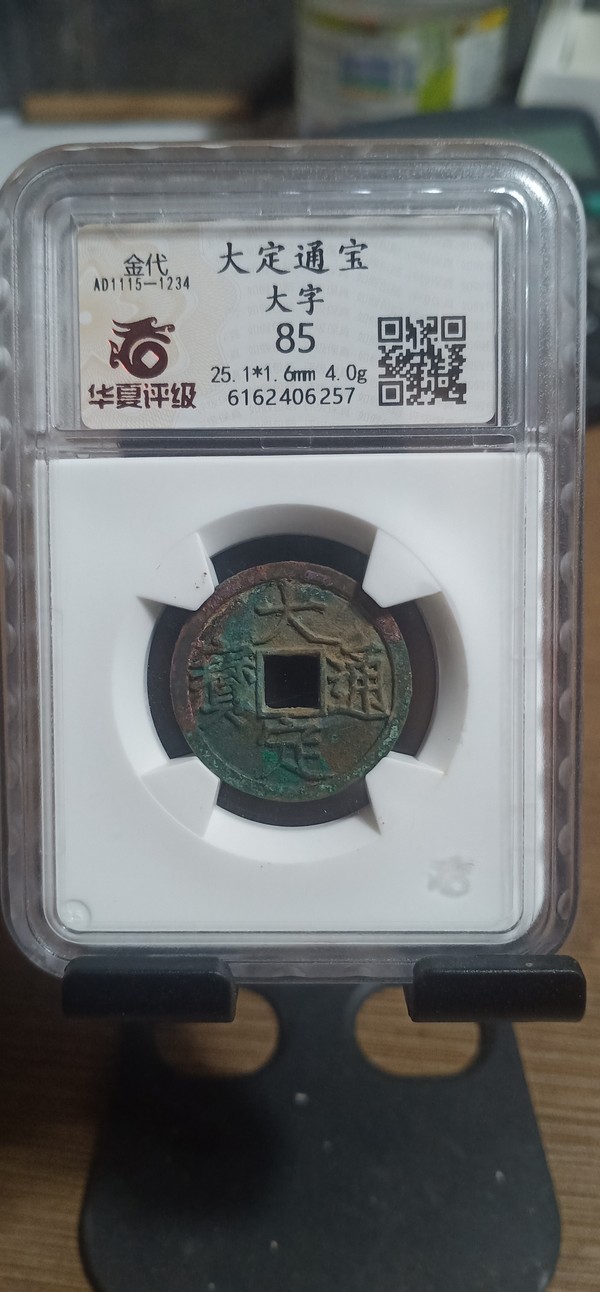 金代
AD1115—1234
华夏评级
大定通宝
大字
85
25.1*1.6mm 4.0g
6162406257
大
定
通
寳